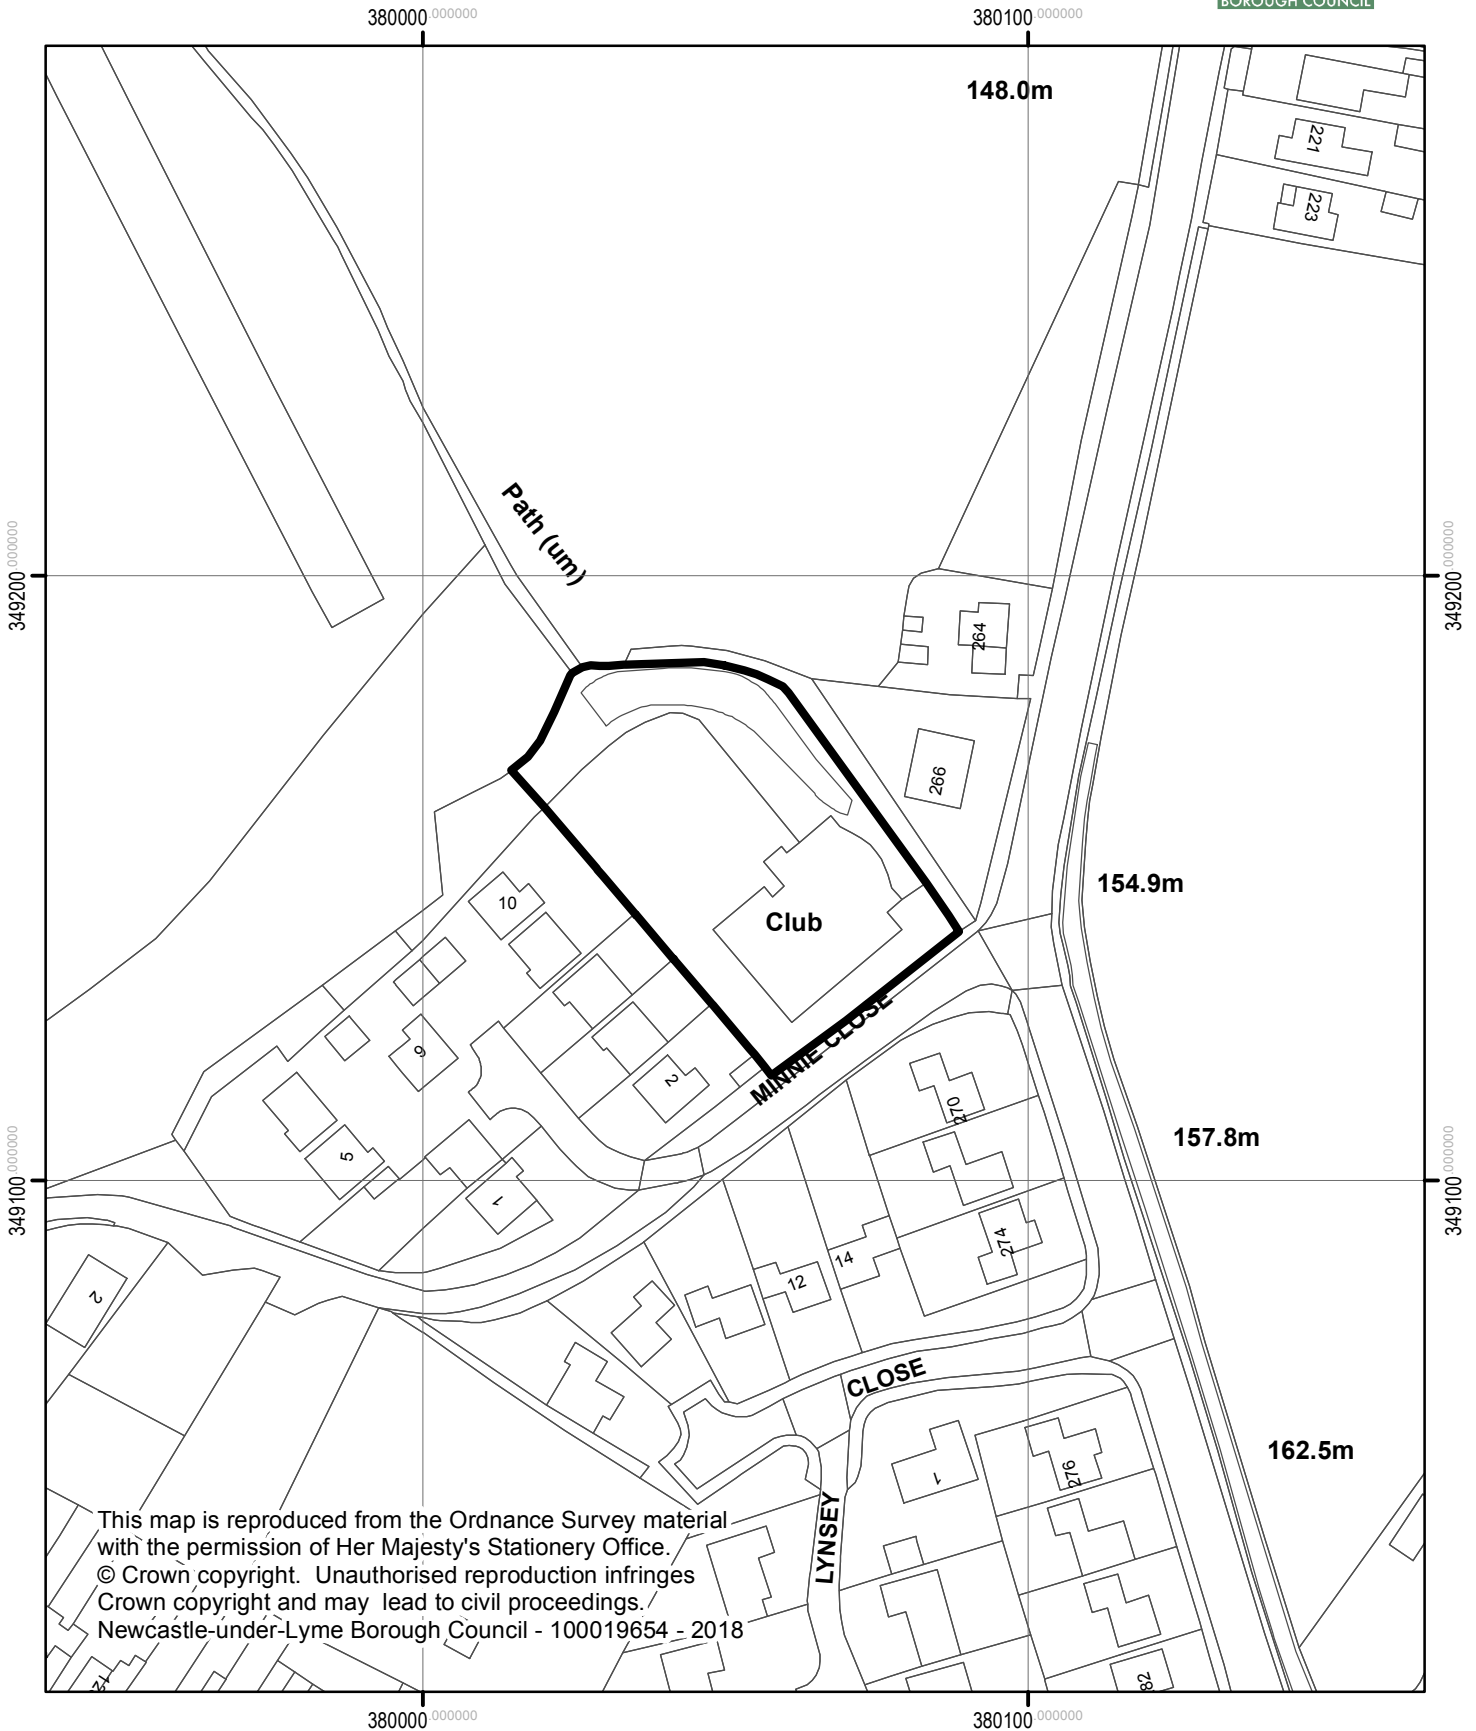 BOROUGH COUNCIL
380000.000000
380100.000000
148.0m
221
223
Path (um)
349200.000000
349200.000000
264
266
154.9m
10
Club
9
2
MINNIE CLOSE
270
157.8m
5
1
349100.000000
349100.000000
274
14
12
2
CLOSE
1
276
162.5m
LYNSEY
This map is reproduced from the Ordnance Survey material
with the permission of Her Majesty's Stationery Office.
© Crown copyright. Unauthorised reproduction infringes
Crown copyright and may lead to civil proceedings.
Newcastle-under-Lyme Borough Council - 100019654 - 2018
82
380000.000000
380100.000000